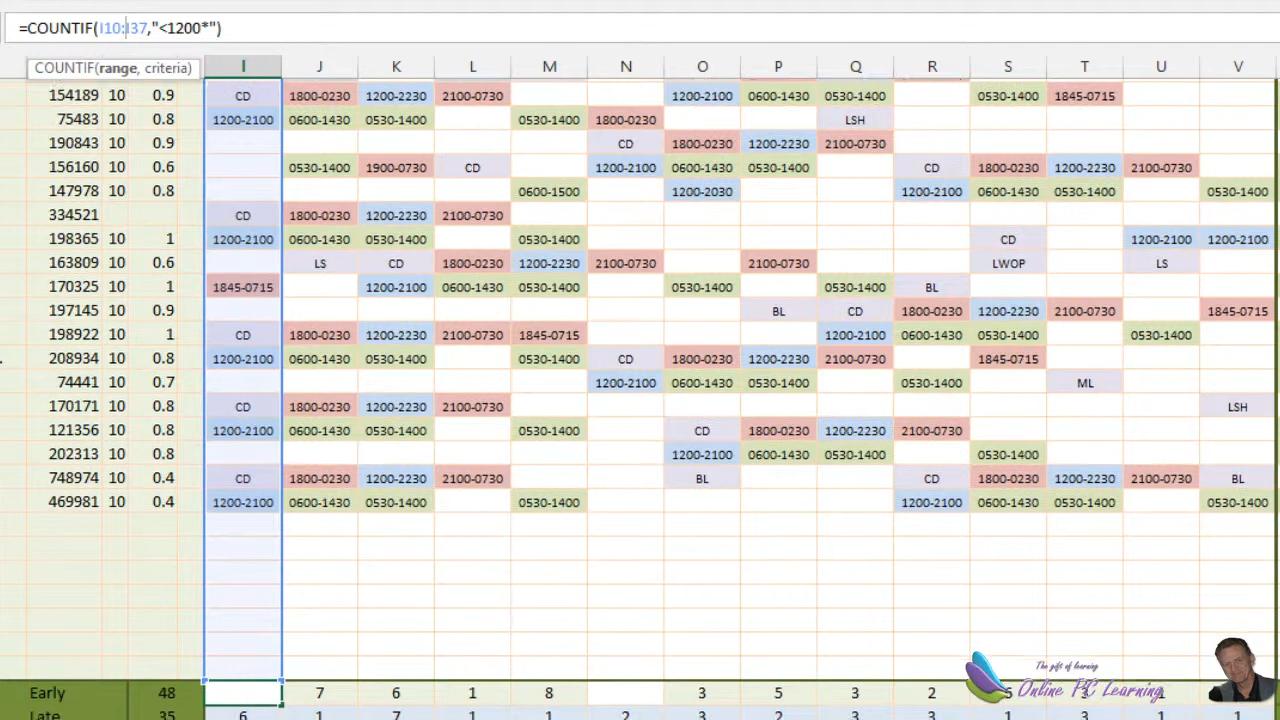 =COUNTIF(I10:I37,"<1200*")
COUNTIF(range, criteria)
I J K L M N O P Q R S T U V
154189 10 0.9 CD 1800-0230 1200-2230 2100-0730 1200-2100 0600-1430 0530-1400 0530-1400 1845-0715
75483 10 0.8 1200-2100 0600-1430 0530-1400 0530-1400 1800-0230 LSH
190843 10 0.9 CD 1800-0230 1200-2230 2100-0730
156160 10 0.6 0530-1400 1900-0730 CD 1200-2100 0600-1430 0530-1400 CD 1800-0230 1200-2230 2100-0730
147978 10 0.8 0600-1500 1200-2030 1200-2100 0600-1430 0530-1400 0530-1400
334521 CD 1800-0230 1200-2230 2100-0730
198365 10 1 1200-2100 0600-1430 0530-1400 0530-1400 CD 1200-2100 1200-2100
163809 10 0.6 LS CD 1800-0230 1200-2230 2100-0730 2100-0730 LWOP LS
170325 10 1 1845-0715 1200-2100 0600-1430 0530-1400 0530-1400 0530-1400 BL
197145 10 0.9 BL CD 1800-0230 1200-2230 2100-0730 1845-0715
198922 10 1 CD 1800-0230 1200-2230 2100-0730 1845-0715 1200-2100 0600-1430 0530-1400 0530-1400
208934 10 0.8 1200-2100 0600-1430 0530-1400 0530-1400 CD 1800-0230 1200-2230 2100-0730 1845-0715
74441 10 0.7 1200-2100 0600-1430 0530-1400 0530-1400 ML
170171 10 0.8 CD 1800-0230 1200-2230 2100-0730 LSH
121356 10 0.8 1200-2100 0600-1430 0530-1400 0530-1400 CD 1800-0230 1200-2230 2100-0730
202313 10 0.8 1200-2100 0600-1430 0530-1400 0530-1400
748974 10 0.4 CD 1800-0230 1200-2230 2100-0730 BL CD 1800-0230 1200-2230 2100-0730 BL
469981 10 0.4 1200-2100 0600-1430 0530-1400 0530-1400 1200-2100 0600-1430 0530-1400 0530-1400
The gift of learning
Online PC Learning
Early 48 7 6 1 8 3 5 3 2
Late 35 6 1 7 1 1 2 3 2 3 3 1 3 1 1